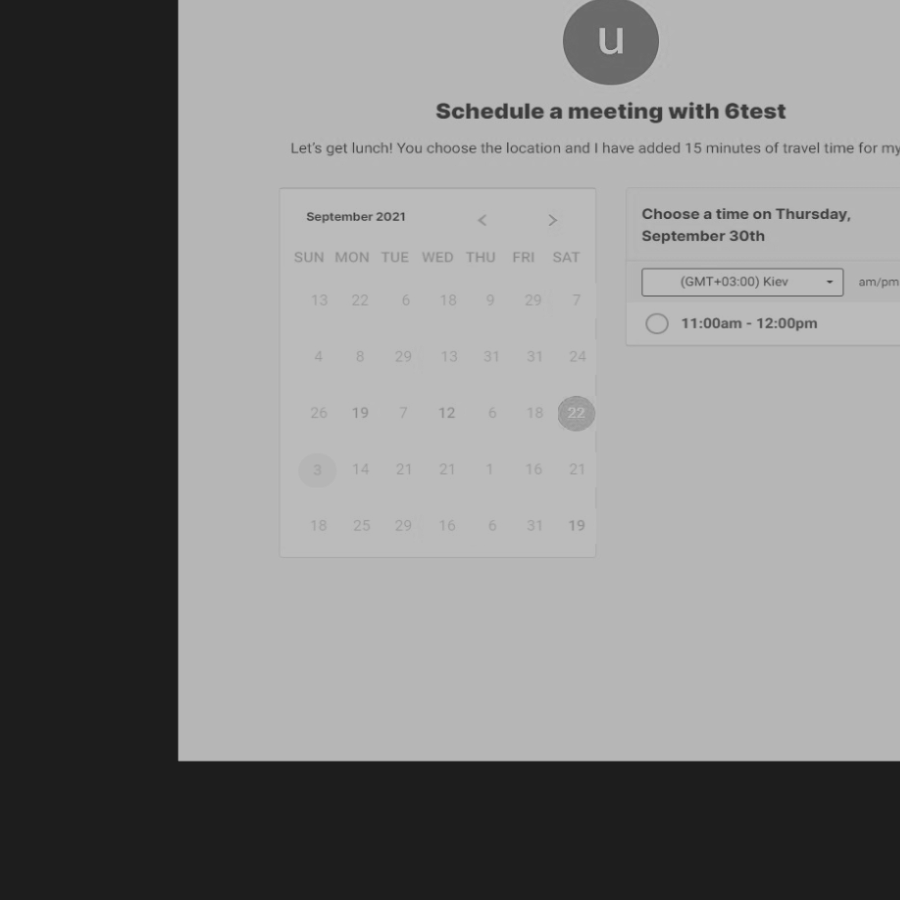 u
Schedule a meeting with 6test
Let's get lunch! You choose the location and I have added 15 minutes of travel time for my
September 2021 < >
SUN MON TUE WED THU FRI SAT
13 22 6 18 9 29 7
4 8 29 13 31 31 24
26 19 7 12 6 18 22
3 14 21 21 1 16 21
18 25 29 16 6 31 19
Choose a time on Thursday,
September 30th
(GMT+03:00) Kiev am/pm
11:00am - 12:00pm